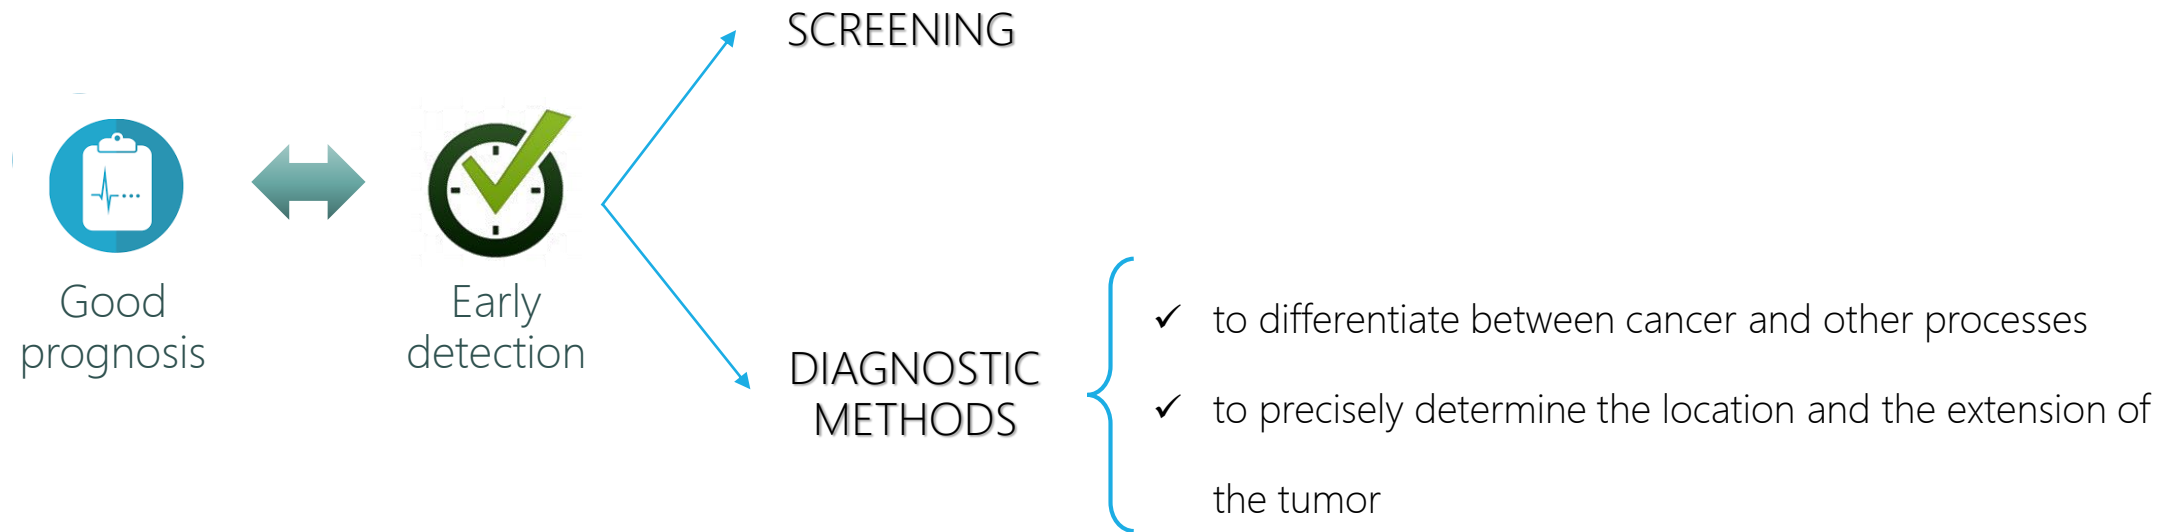 SCREENING
Good
prognosis
Early
detection
DIAGNOSTIC
METHODS
✓ to differentiate between cancer and other processes
✓ to precisely determine the location and the extension of
the tumor